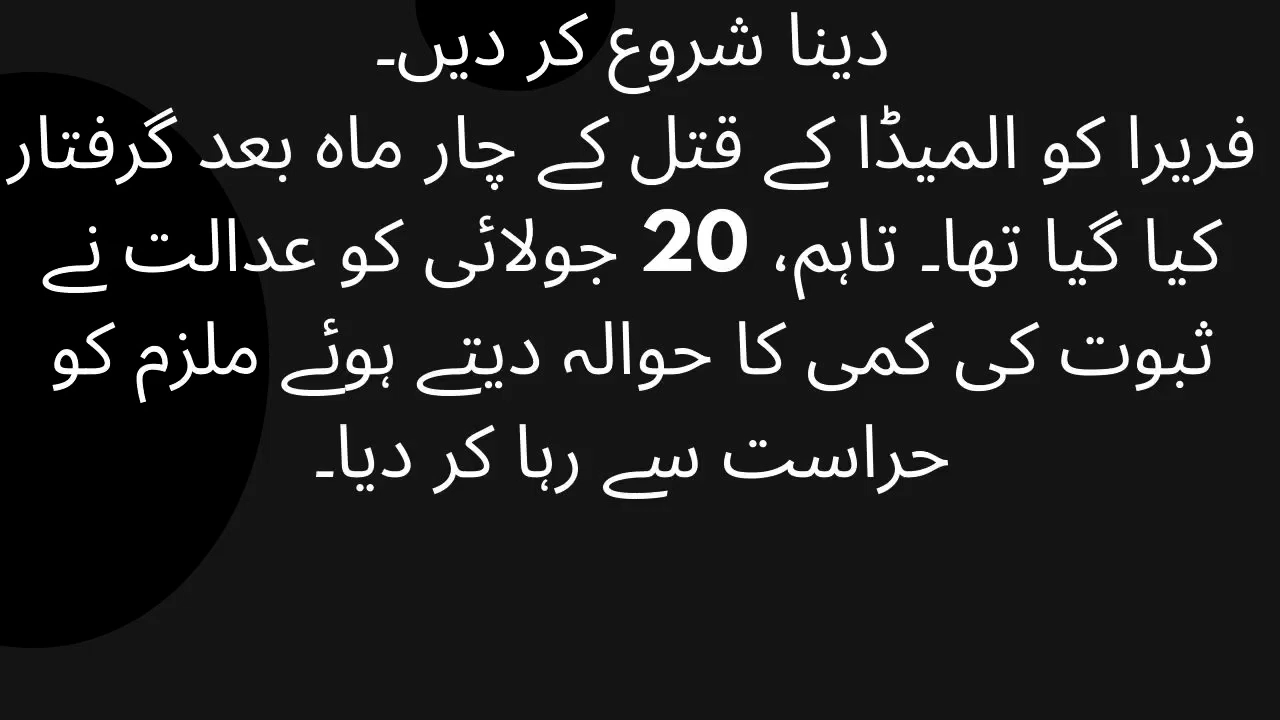 دینا شروع کر دیں۔
فریرا کو المیڈا کے قتل کے چار ماہ بعد گرفتار
کیا گیا تھا۔ تاہم، 20 جولائی کو عدالت نے
ثبوت کی کمی کا حوالہ دیتے ہوئے ملزم کو
حراست سے رہا کر دیا۔